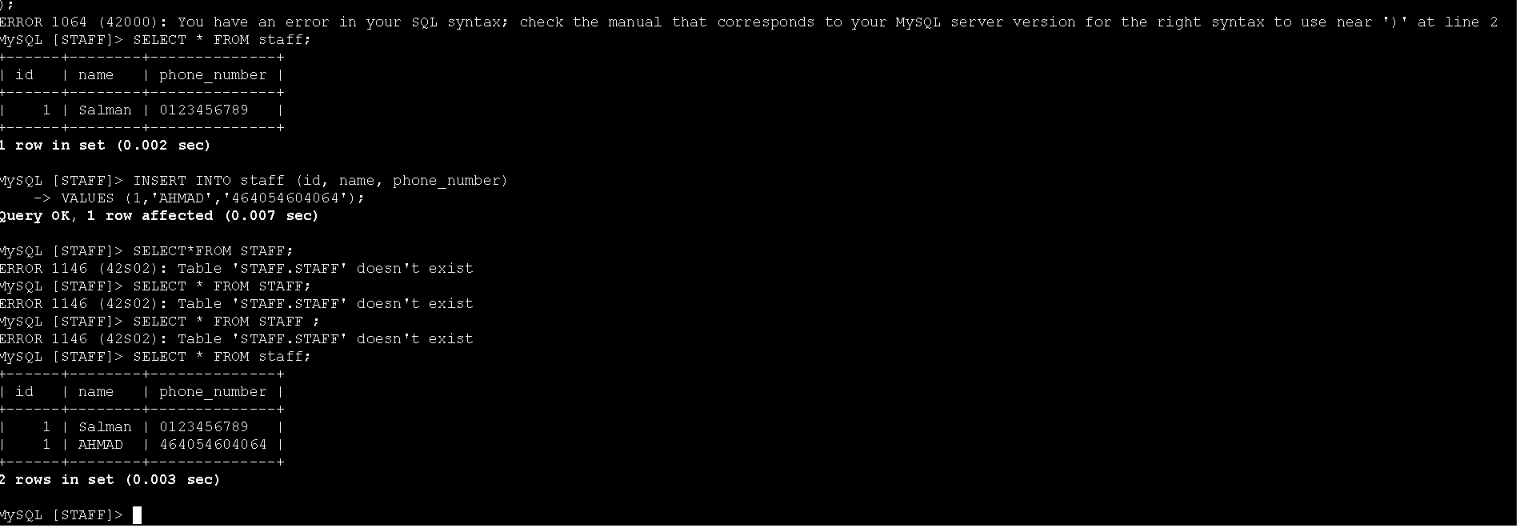 );
ERROR 1064 (42000): You have an error in your SQL syntax; check the manual that corresponds to your MySQL server version for the right syntax to use near ')' at line 2
MySQL [STAFF]> SELECT * FROM staff;
+------+--------+--------------+
| id   | name   | phone_number |
+------+--------+--------------+
|    1 | Salman | 0123456789   |
+------+--------+--------------+
1 row in set (0.002 sec)
MySQL [STAFF]> INSERT INTO staff (id, name, phone_number)
    -> VALUES (1,'AHMAD','464054604064');
Query OK, 1 row affected (0.007 sec)
MySQL [STAFF]> SELECT*FROM STAFF;
ERROR 1146 (42S02): Table 'STAFF.STAFF' doesn't exist
MySQL [STAFF]> SELECT * FROM STAFF;
ERROR 1146 (42S02): Table 'STAFF.STAFF' doesn't exist
MySQL [STAFF]> SELECT * FROM STAFF ;
ERROR 1146 (42S02): Table 'STAFF.STAFF' doesn't exist
MySQL [STAFF]> SELECT * FROM staff;
+------+--------+--------------+
| id   | name   | phone_number |
+------+--------+--------------+
|    1 | Salman | 0123456789   |
|    1 | AHMAD  | 464054604064 |
+------+--------+--------------+
2 rows in set (0.003 sec)
MySQL [STAFF]>